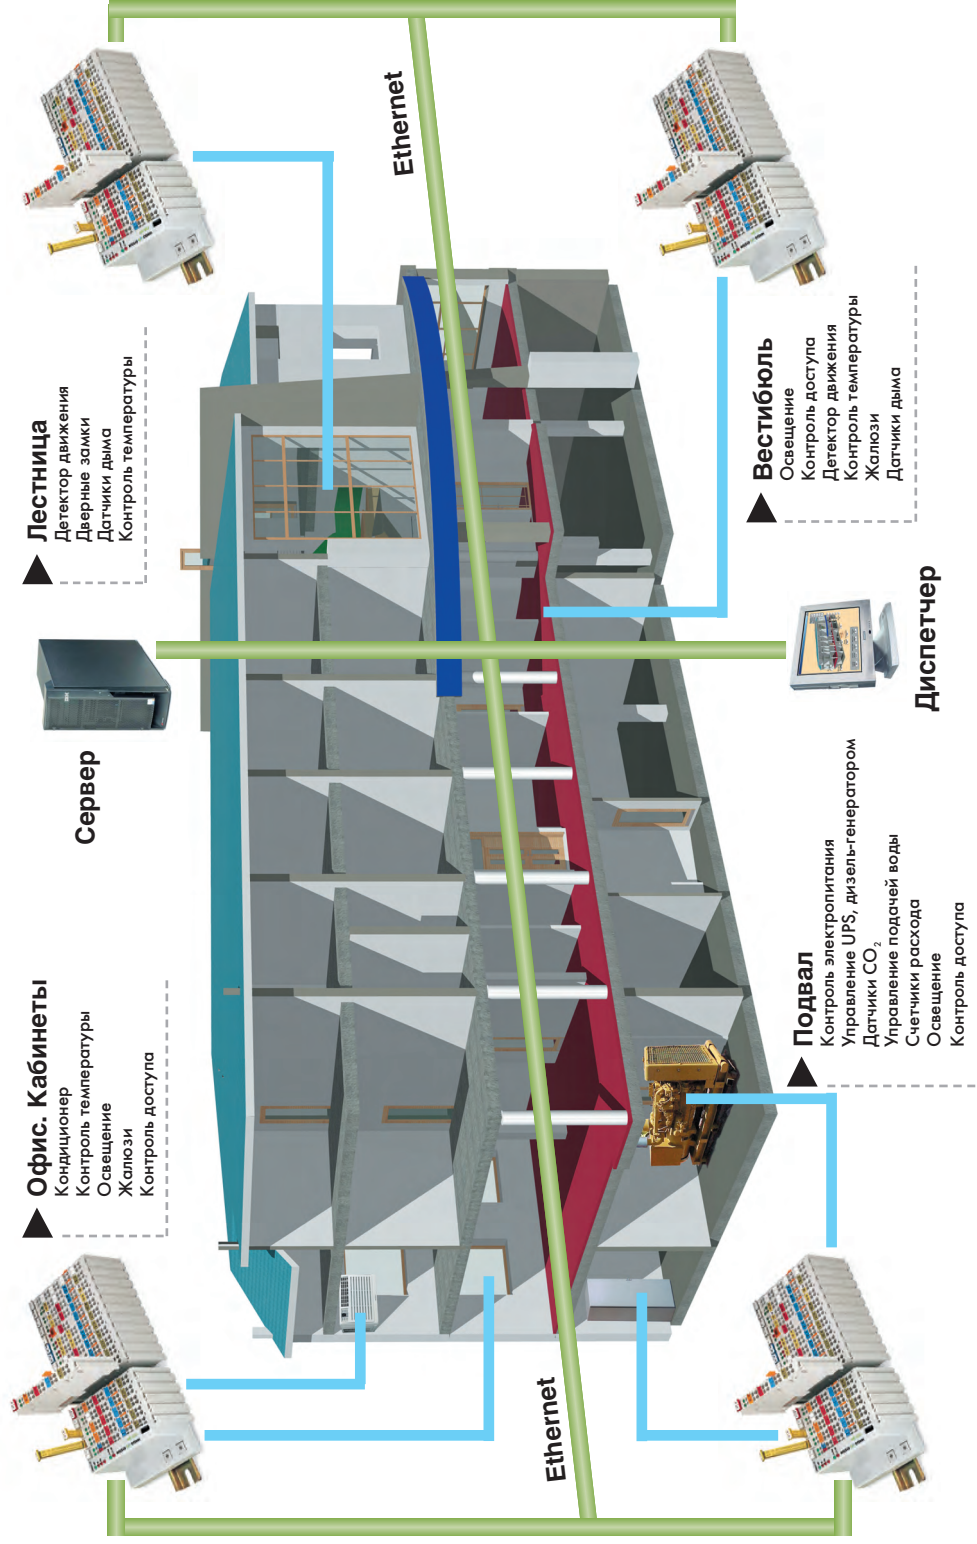 Офис. Кабинеты
Кондиционер
Контроль температуры
Освещение
Жалюзи
Контроль доступа
Сервер
Лестница
Детектор движения
Дверные замки
Датчики дыма
Контроль температуры
Ethernet
Ethernet
Подвал
Контроль электропитания
Управление UPS, дизель-генератором
Датчики CO₂
Управление подачей воды
Счетчики расхода
Освещение
Контроль доступа
Диспетчер
Вестибюль
Освещение
Контроль доступа
Детектор движения
Контроль температуры
Жалюзи
Датчики дыма